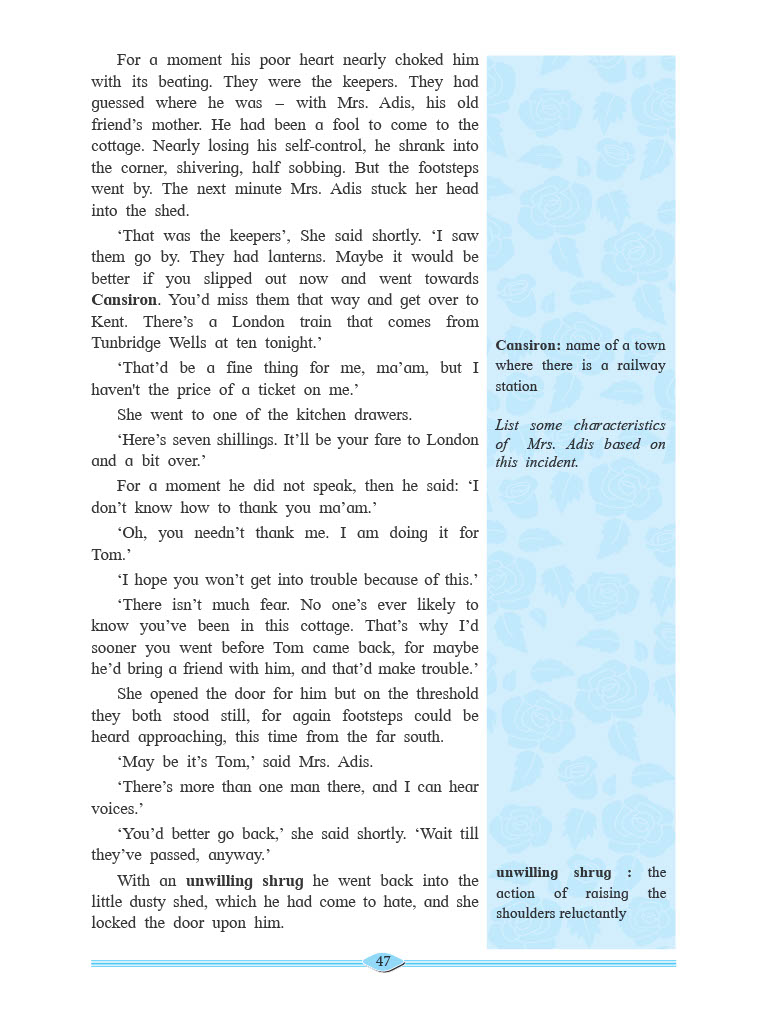 For a moment his poor heart nearly choked him
with its beating. They were the keepers. They had
guessed where he was – with Mrs. Adis, his old
friend’s mother. He had been a fool to come to the
cottage. Nearly losing his self-control, he shrank into
the corner, shivering, half sobbing. But the footsteps
went by. The next minute Mrs. Adis stuck her head
into the shed.
‘That was the keepers’, She said shortly. ‘I saw
them go by. They had lanterns. Maybe it would be
better if you slipped out now and went towards
Cansiron. You’d miss them that way and get over to
Kent. There’s a London train that comes from
Tunbridge Wells at ten tonight.’
‘That’d be a fine thing for me, ma’am, but I
haven't the price of a ticket on me.’
She went to one of the kitchen drawers.
‘Here’s seven shillings. It’ll be your fare to London
and a bit over.’
For a moment he did not speak, then he said: ‘I
don’t know how to thank you ma’am.’
‘Oh, you needn’t thank me. I am doing it for
Tom.’
‘I hope you won’t get into trouble because of this.’
‘There isn’t much fear. No one’s ever likely to
know you’ve been in this cottage. That’s why I’d
sooner you went before Tom came back, for maybe
he’d bring a friend with him, and that’d make trouble.’
She opened the door for him but on the threshold
they both stood still, for again footsteps could be
heard approaching, this time from the far south.
‘May be it’s Tom,’ said Mrs. Adis.
‘There’s more than one man there, and I can hear
voices.’
‘You’d better go back,’ she said shortly. ‘Wait till
they’ve passed, anyway.’
With an unwilling shrug he went back into the
little dusty shed, which he had come to hate, and she
locked the door upon him.
Cansiron: name of a town
where there is a railway
station
List some characteristics
of Mrs. Adis based on
this incident.
unwilling shrug : the
action of raising the
shoulders reluctantly
47